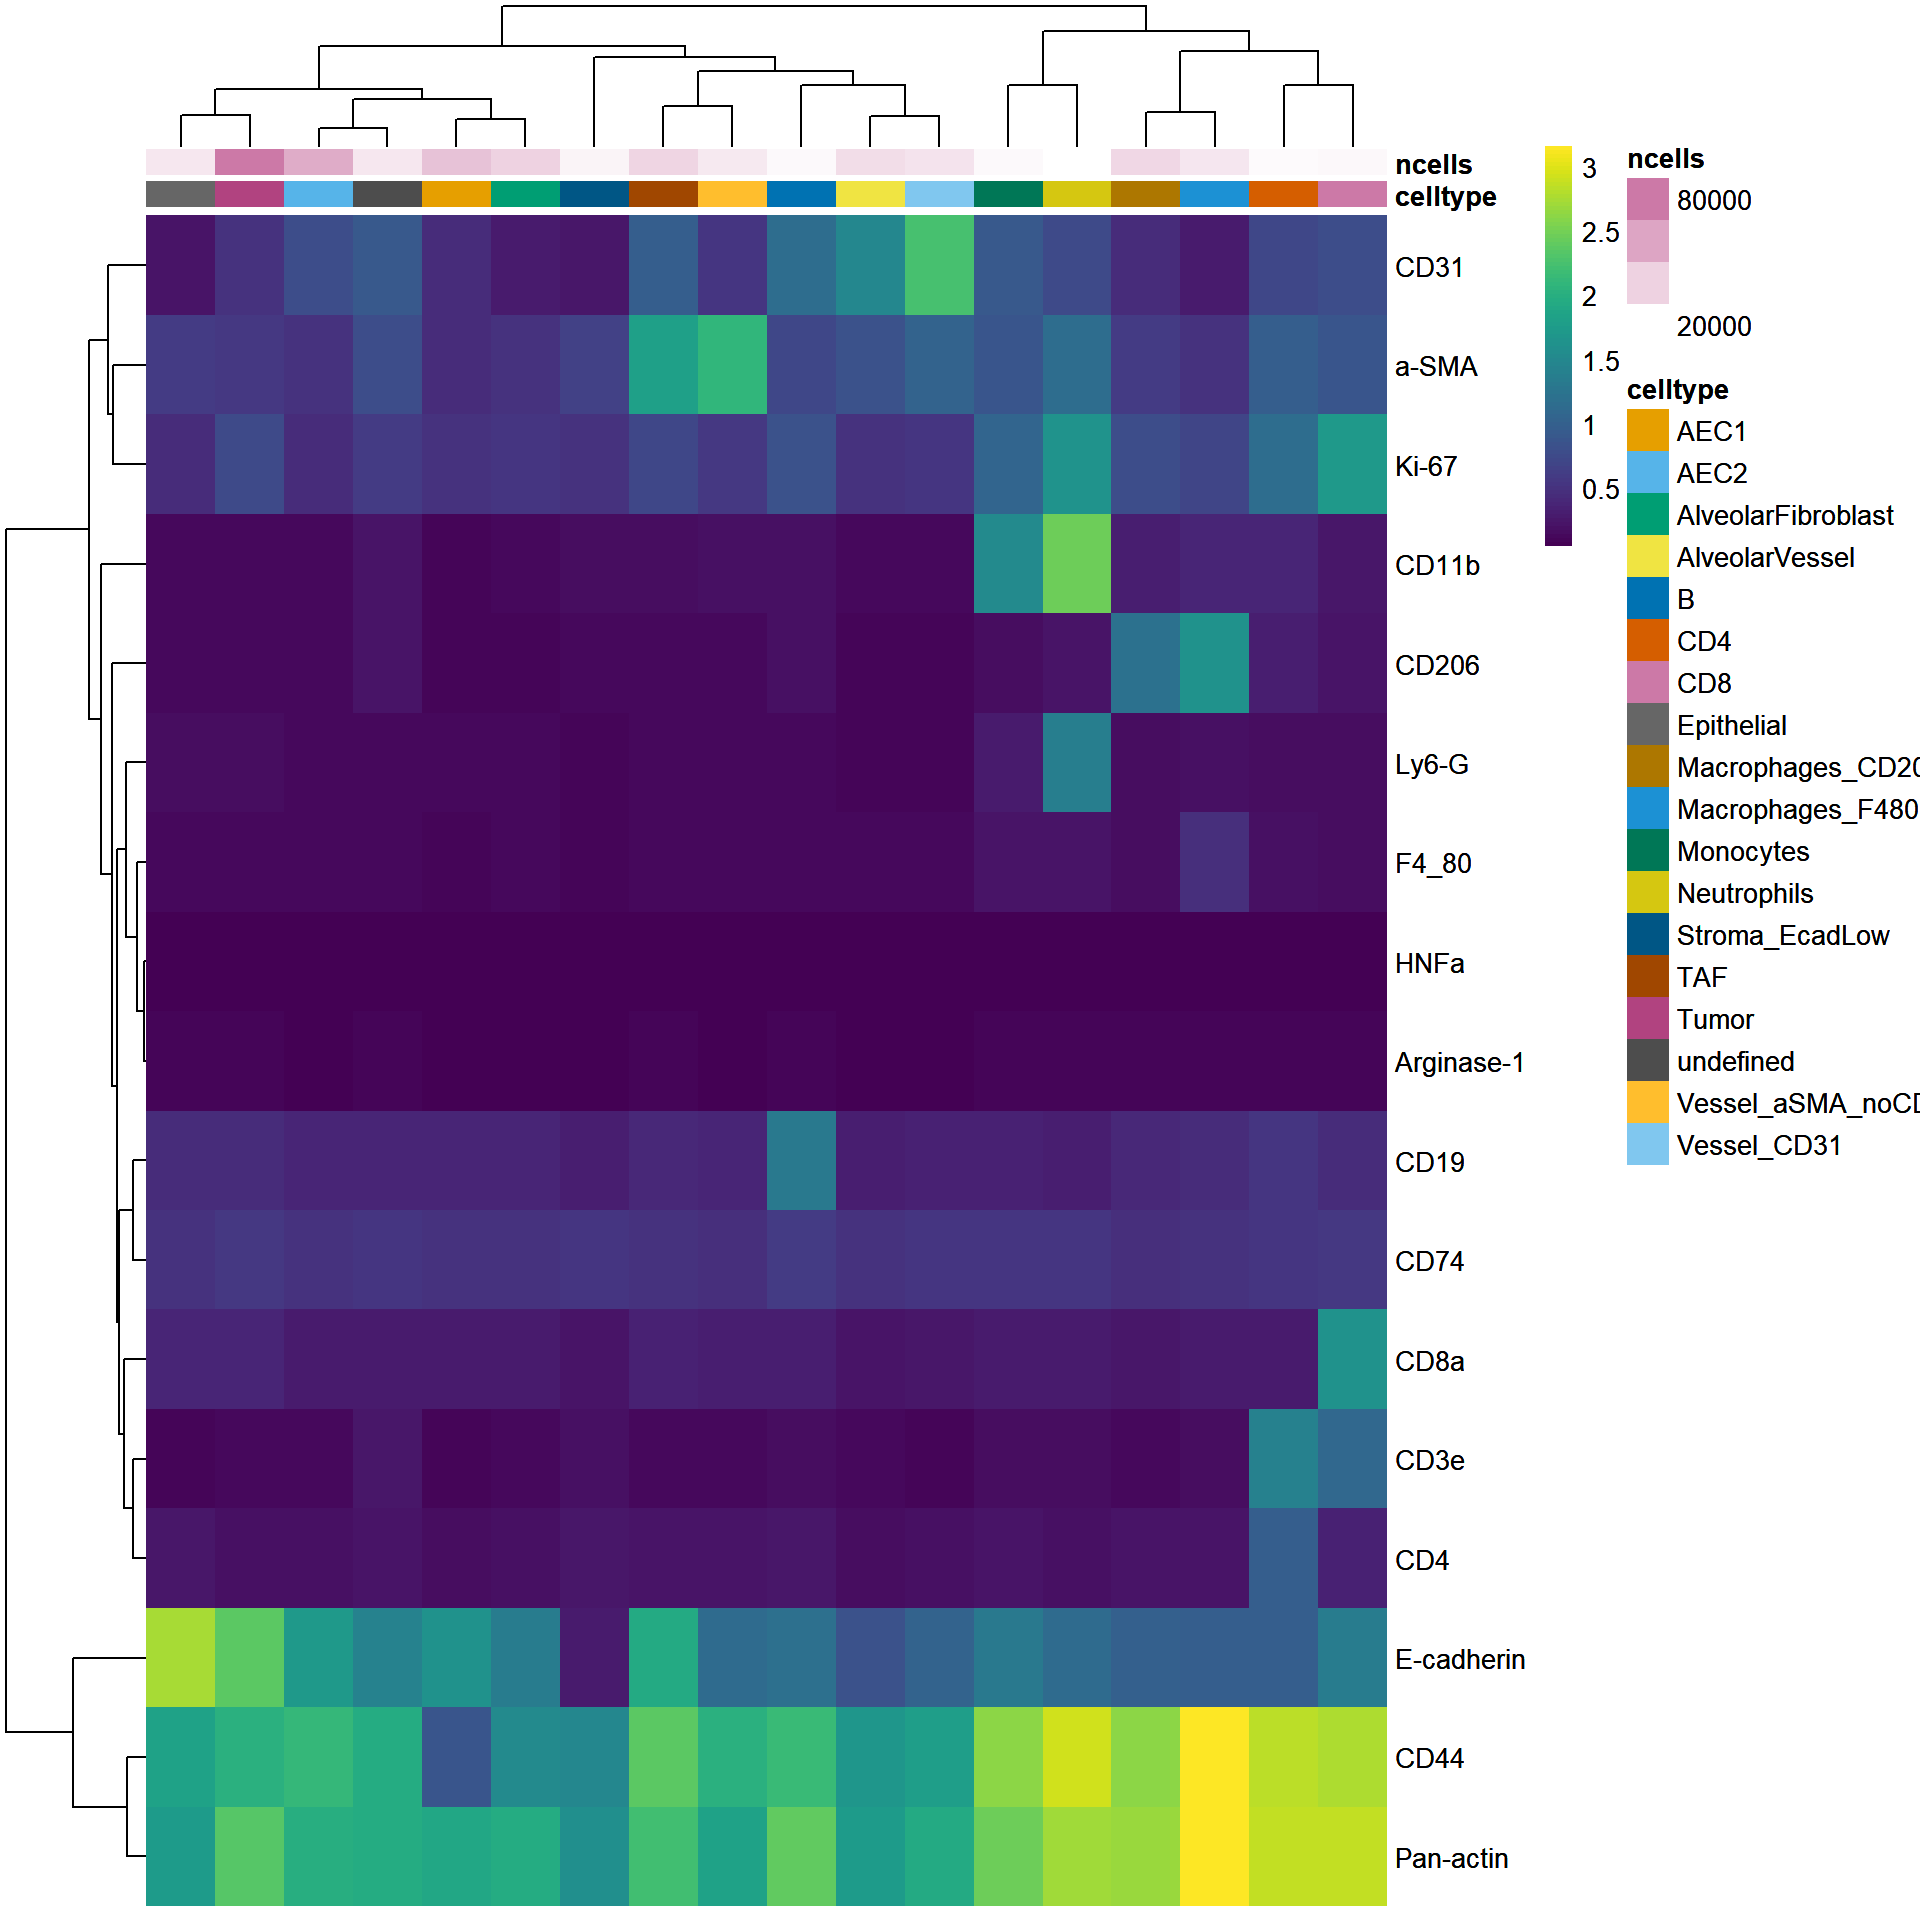 ncells
celltype
CD31
a-SMA
Ki-67
CD11b
CD206
Ly6-G
F4_80
HNFa
Arginase-1
CD19
CD74
CD8a
CD3e
CD4
E-cadherin
CD44
Pan-actin
3
2.5
2
1.5
1
0.5
ncells
80000
20000
celltype
AEC1
AEC2
AlveolarFibroblast
AlveolarVessel
B
CD4
CD8
Epithelial
Macrophages_CD20
Macrophages_F480
Monocytes
Neutrophils
Stroma_EcadLow
TAF
Tumor
undefined
Vessel_aSMA_noCD
Vessel_CD31